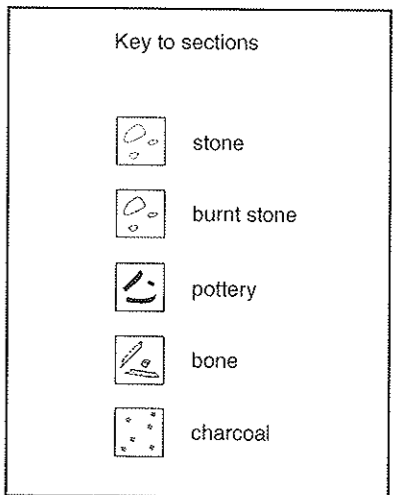 Key to sections
stone
burnt stone
pottery
bone
charcoal